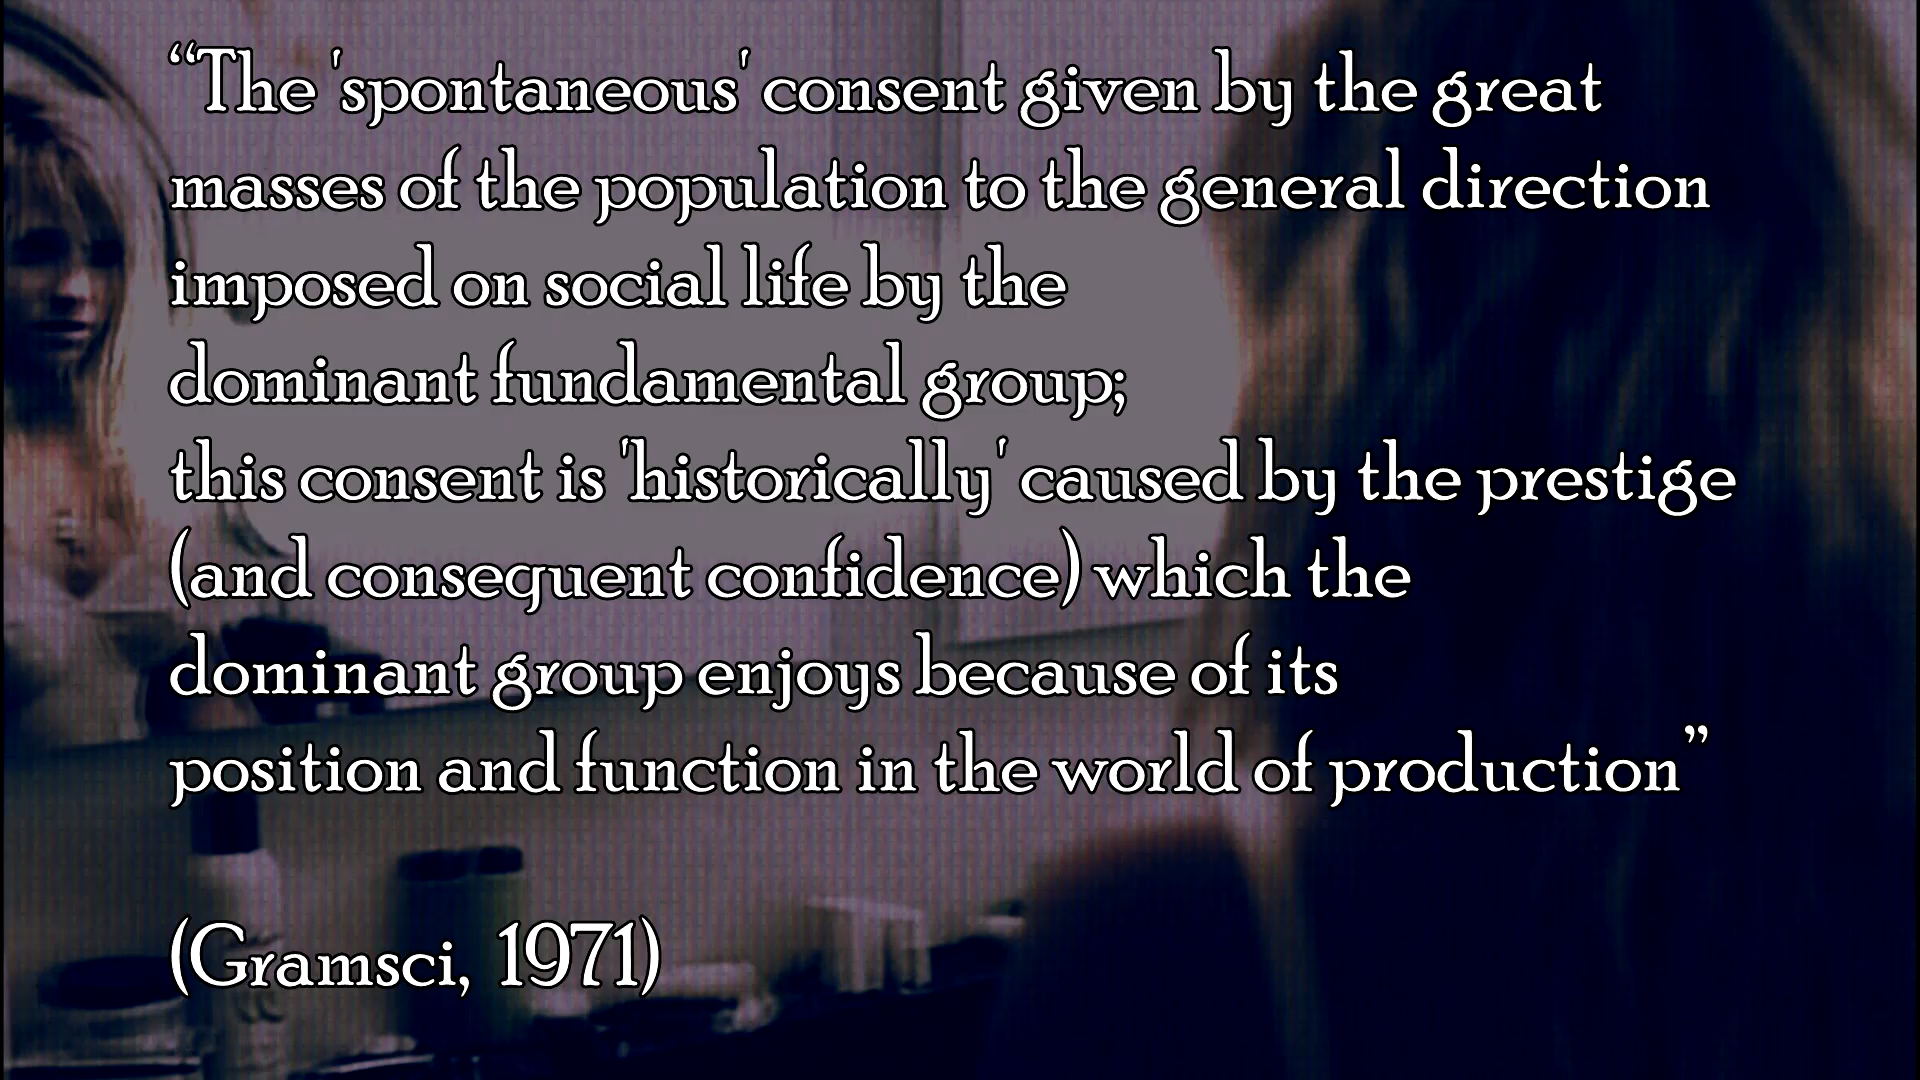 “The 'spontaneous' consent given by the great
masses of the population to the general direction
imposed on social life by the
dominant fundamental group;
this consent is 'historically' caused by the prestige
(and consequent confidence) which the
dominant group enjoys because of its
position and function in the world of production”
(Gramsci, 1971)